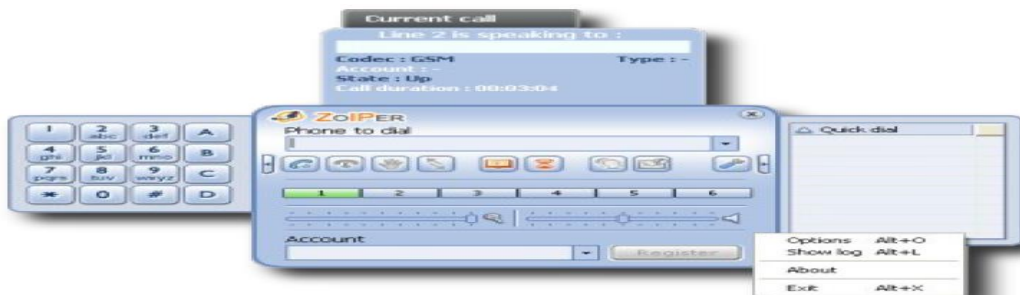 Current call
Line 2 is speaking to :
Codec : GSM Type : -
Account : -
State : Up
Call duration : 00:03:04
ZOIPER
Phone to dial
1 2 abc 3 def A
4 ghi 5 jkl 6 mno B
7 pqrs 8 tuv 9 wxyz C
* 0 # D
Quick dial
1 2 3 4 5 6
Account
Register
Options Alt+O
Show log Alt+L
About
Exit Alt+X